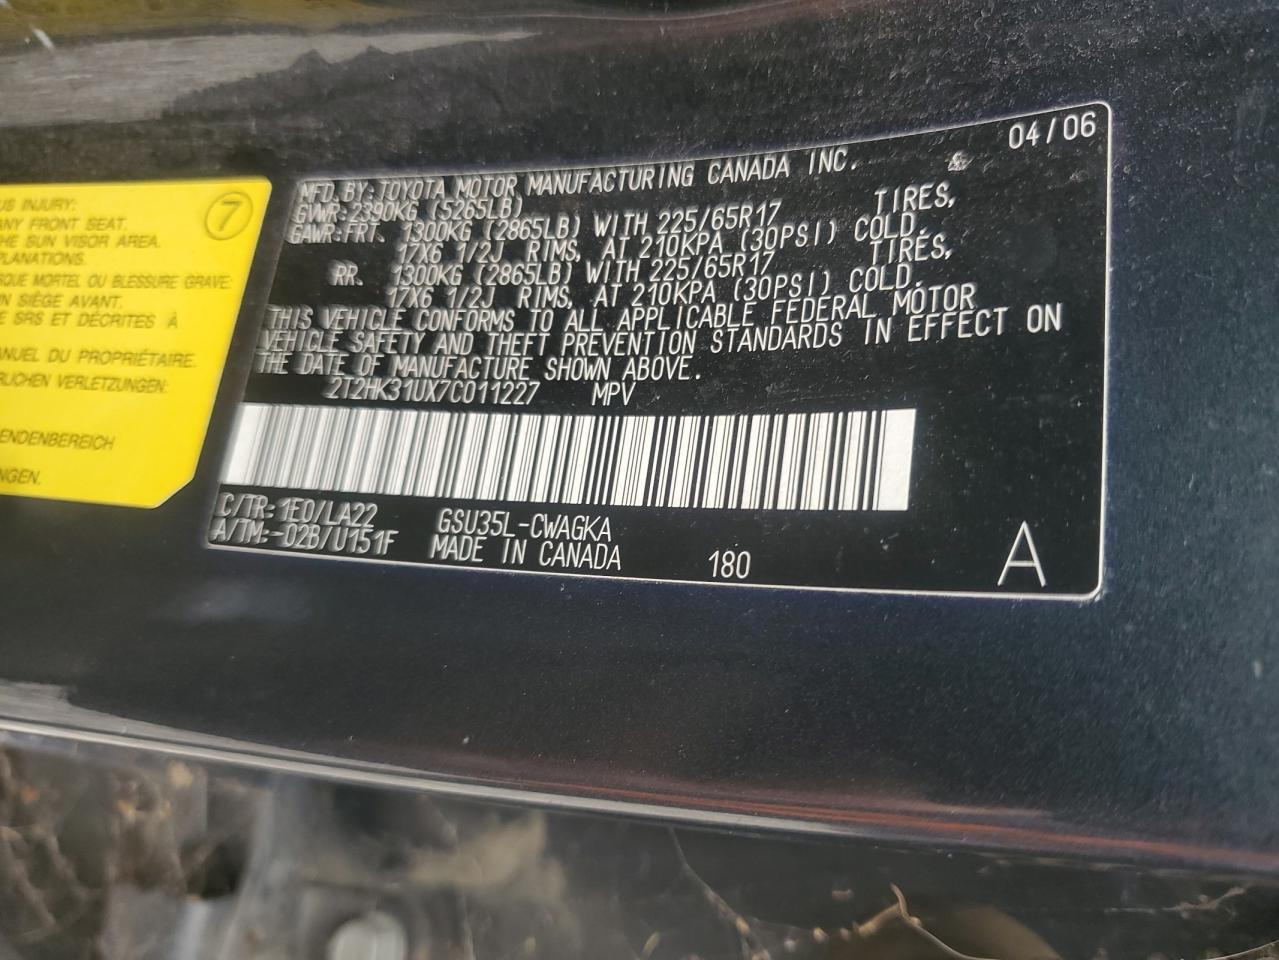 US INJURY:
ANY FRONT SEAT.
THE SUN VISOR AREA.
PLANATIONS.
SQUE MORTEL OU BLESSURE GRAVE:
N SIÈGE AVANT.
E SRS ET DÉCRITES À
ANUEL DU PROPRIÉTAIRE.
RLICHEN VERLETZUNGEN:
ENDENBEREICH
NGEN.
7
04/06
MFD. BY: TOYOTA MOTOR MANUFACTURING CANADA INC.
GVWR: 2390KG (5265LB)
GAWR: FRT. 1300KG (2865LB) WITH 225/65R17 TIRES,
17X6 1/2J RIMS, AT 210KPA (30PSI) COLD.
RR. 1300KG (2865LB) WITH 225/65R17 TIRES,
17X6 1/2J RIMS, AT 210KPA (30PSI) COLD.
THIS VEHICLE CONFORMS TO ALL APPLICABLE FEDERAL MOTOR
VEHICLE SAFETY AND THEFT PREVENTION STANDARDS IN EFFECT ON
THE DATE OF MANUFACTURE SHOWN ABOVE.
2T2HK31UX7C011227 MPV
C/TR: 1E0/LA22 GSU35L-CWAGKA
A/TM: -02B/U151F MADE IN CANADA 180 A